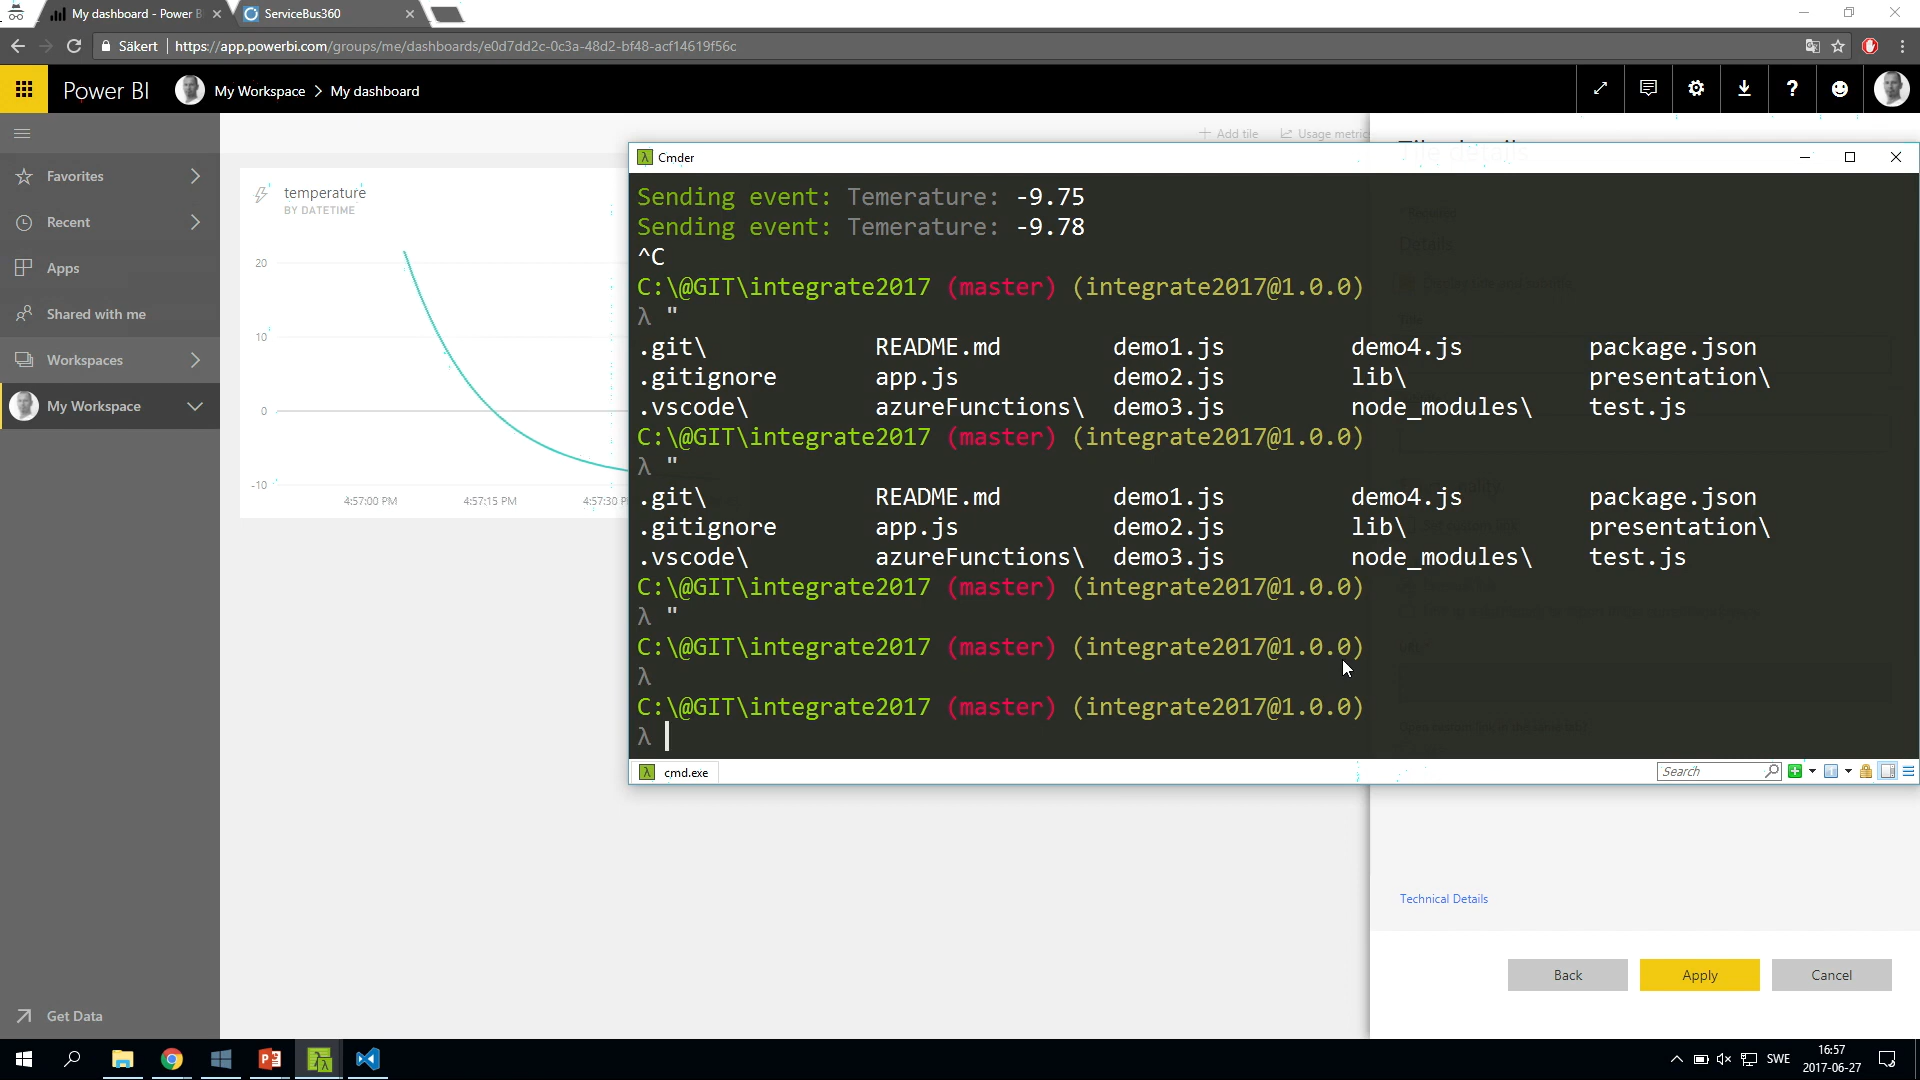 My dashboard - Power B
ServiceBus360
Säkert
https://app.powerbi.com/groups/me/dashboards/e0d7dd2c-0c3a-48d2-bf48-acf14619f56c
Power BI
My Workspace > My dashboard
Favorites
Recent
Apps
Shared with me
Workspaces
My Workspace
Get Data
+ Add tile
Usage metrics
temperature
BY DATETIME
20
10
0
-10
4:57:00 PM
4:57:15 PM
4:57:30 P
Tile details
Cmder
Sending event: Temerature: -9.75
Sending event: Temerature: -9.78
^C
C:\@GIT\integrate2017 (master) (integrate2017@1.0.0)
λ "
.git\ README.md demo1.js demo4.js package.json
.gitignore app.js demo2.js lib\ presentation\
.vscode\ azureFunctions\ demo3.js node_modules\ test.js
C:\@GIT\integrate2017 (master) (integrate2017@1.0.0)
λ "
.git\ README.md demo1.js demo4.js package.json
.gitignore app.js demo2.js lib\ presentation\
.vscode\ azureFunctions\ demo3.js node_modules\ test.js
C:\@GIT\integrate2017 (master) (integrate2017@1.0.0)
λ "
C:\@GIT\integrate2017 (master) (integrate2017@1.0.0)
λ
C:\@GIT\integrate2017 (master) (integrate2017@1.0.0)
λ
cmd.exe
Search
Technical Details
Back
Apply
Cancel
SWE
16:57
2017-06-27